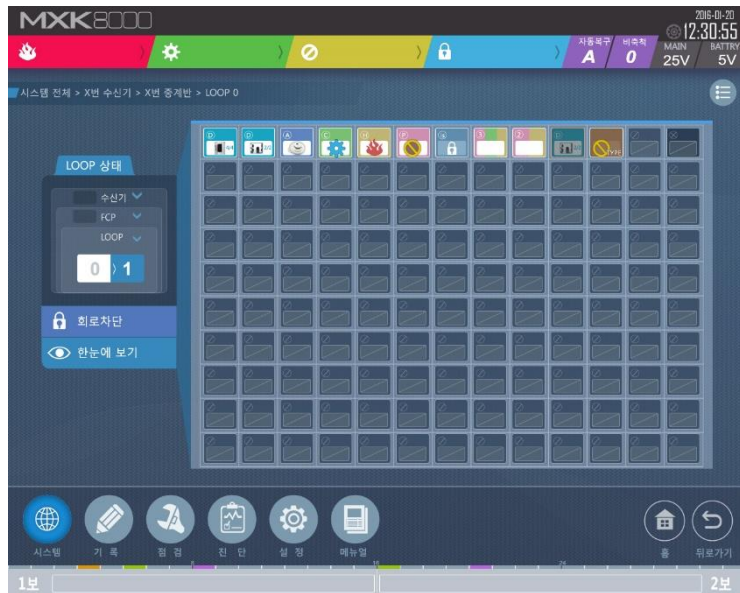 MXK8000
2016-01-20
12:30:55
자동복구 A
비축적 0
MAIN 25V
BATTRY 5V
시스템 전체 > X번 수신기 > X번 중계반 > LOOP 0
LOOP 상태
수신기
FCP
LOOP
0 > 1
회로차단
한눈에 보기
시스템
기 록
점 검
진 단
설 정
메뉴얼
홈
뒤로가기
8
16
24
1보
2보